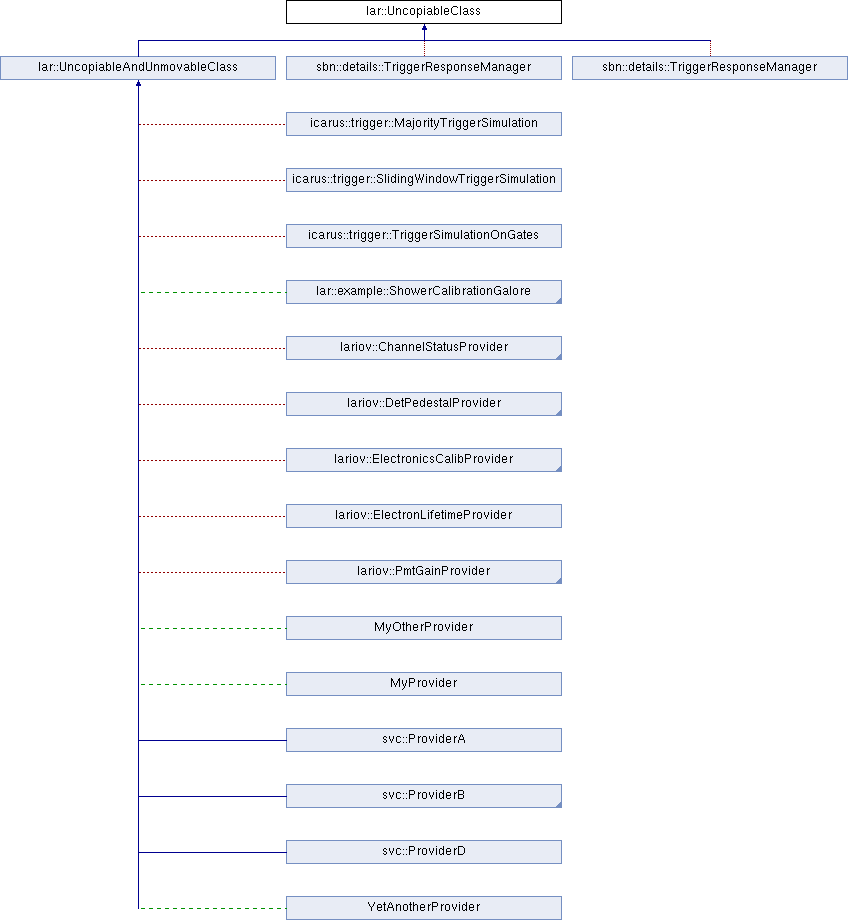 lar::UncopiableClass
lar::UncopiableAndUnmovableClass
sbn::details::TriggerResponseManager
sbn::details::TriggerResponseManager
icarus::trigger::MajorityTriggerSimulation
icarus::trigger::SlidingWindowTriggerSimulation
icarus::trigger::TriggerSimulationOnGates
lar::example::ShowerCalibrationGalore
lariov::ChannelStatusProvider
lariov::DetPedestalProvider
lariov::ElectronicsCalibProvider
lariov::ElectronLifetimeProvider
lariov::PmtGainProvider
MyOtherProvider
MyProvider
svc::ProviderA
svc::ProviderB
svc::ProviderD
YetAnotherProvider